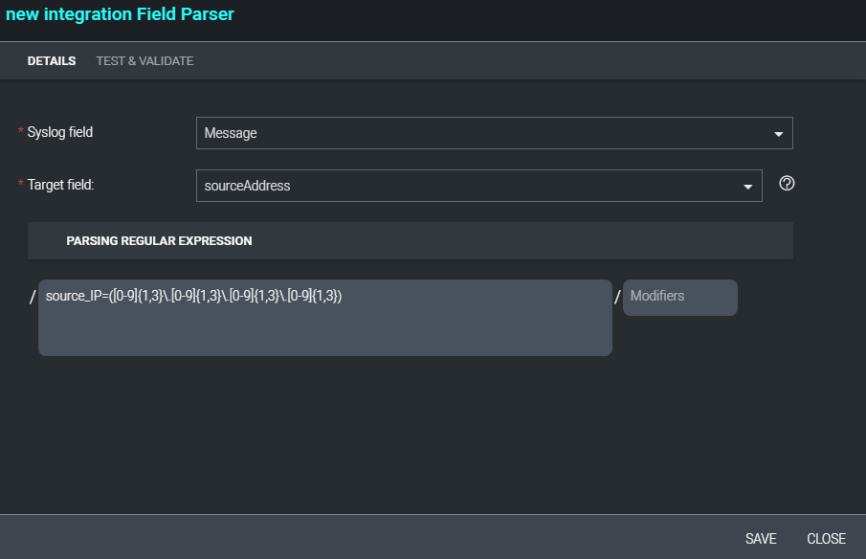 new integration Field Parser
DETAILS TEST & VALIDATE
* Syslog field Message
* Target field: sourceAddress ?
PARSING REGULAR EXPRESSION
/ source_IP=([0-9]{1,3}\.[0-9]{1,3}\.[0-9]{1,3}\.[0-9]{1,3}) / Modifiers
SAVE CLOSE